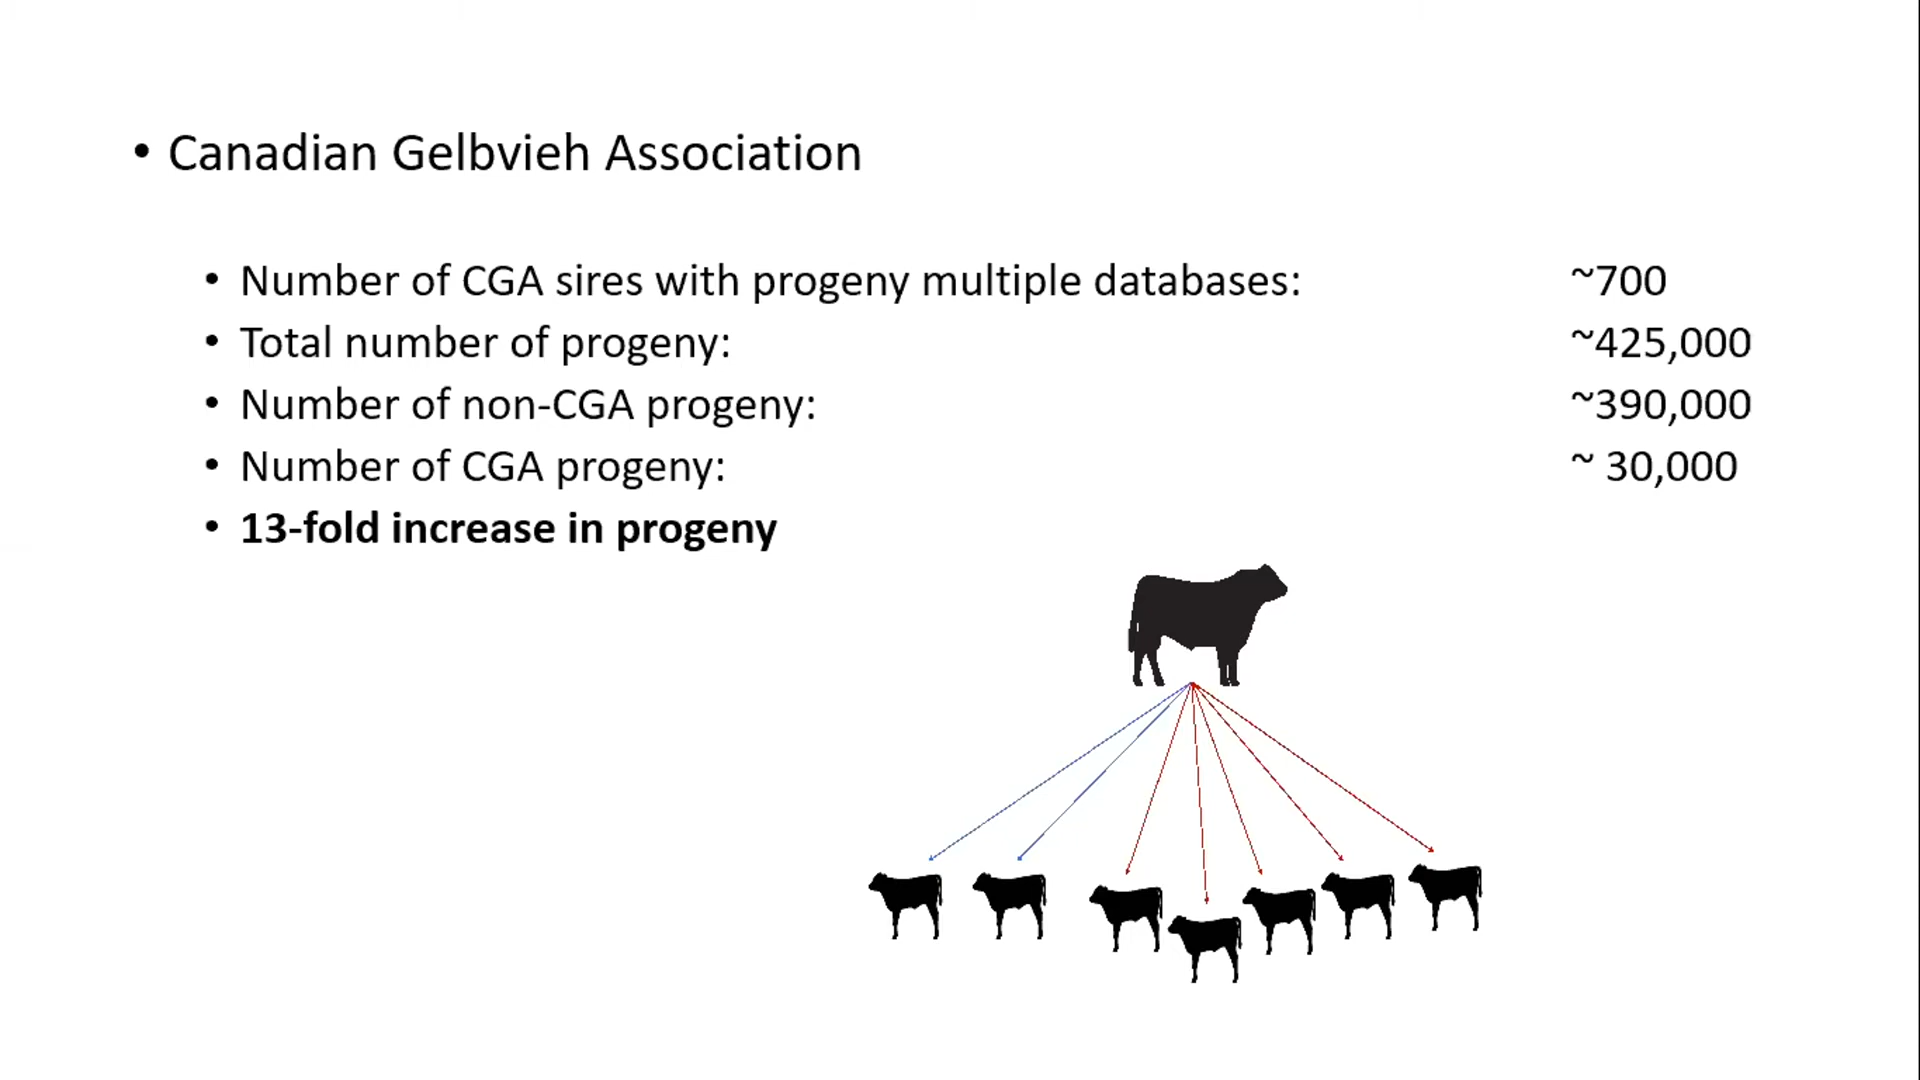 • Canadian Gelbvieh Association
• Number of CGA sires with progeny multiple databases: ~700
• Total number of progeny: ~425,000
• Number of non-CGA progeny: ~390,000
• Number of CGA progeny: ~ 30,000
• 13-fold increase in progeny